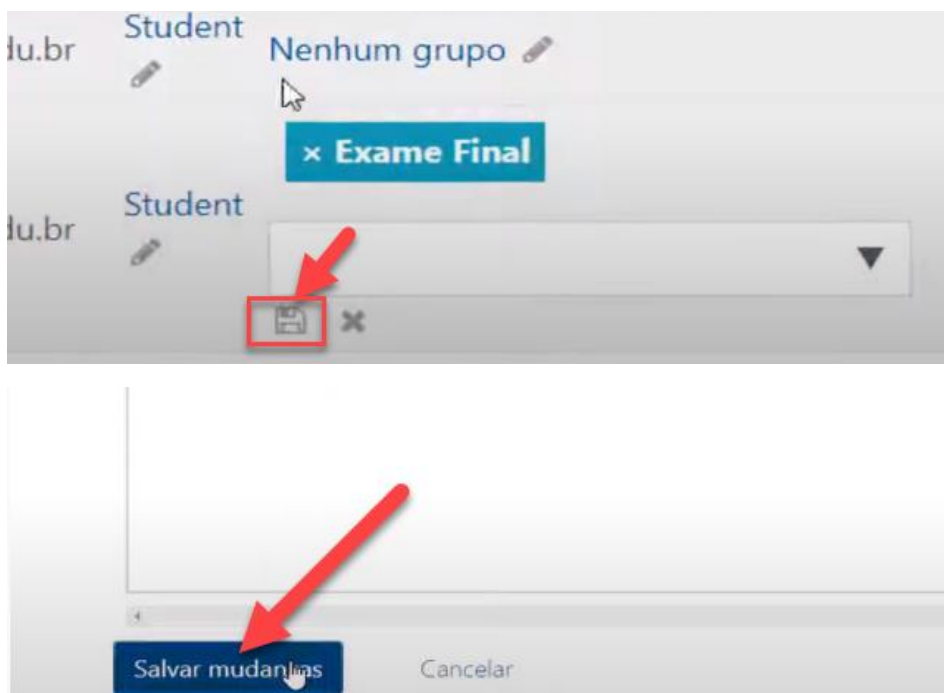 du.br Student Nenhum grupo
× Exame Final
du.br Student
Salvar mudanças Cancelar